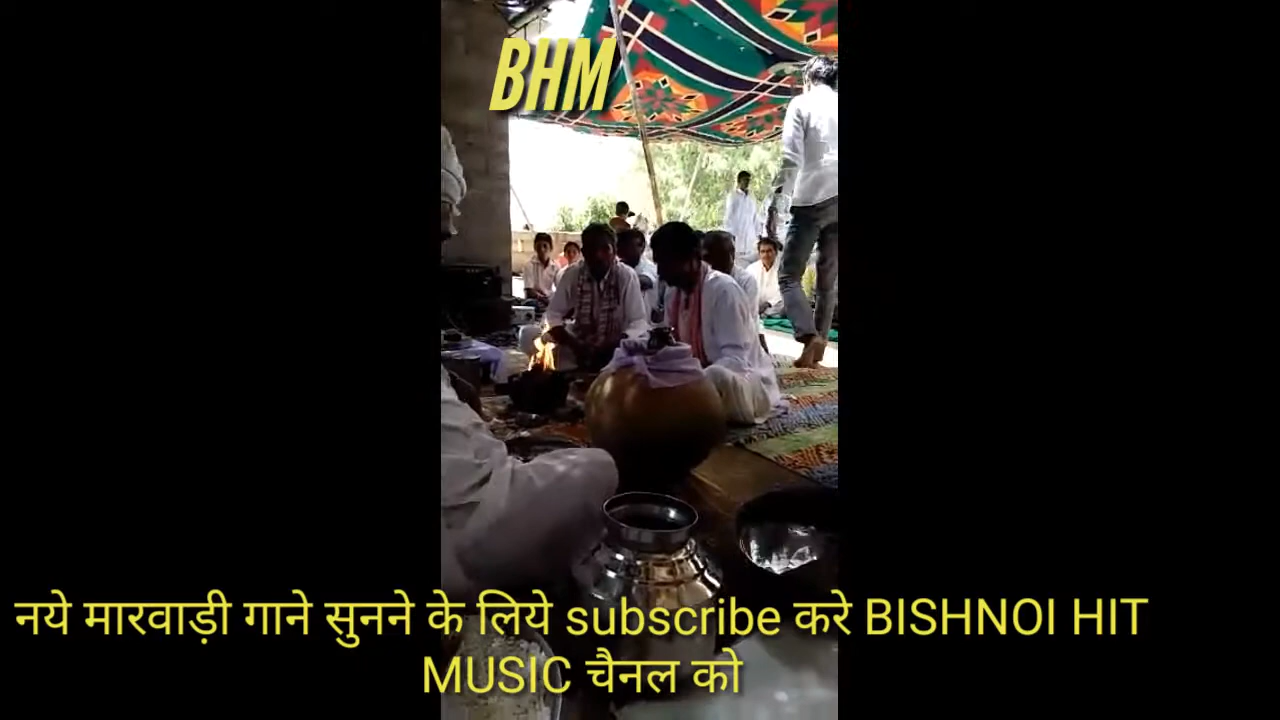 BHM
नये मारवाड़ी गाने सुनने के लिये subscribe करे BISHNOI HIT
MUSIC चैनल को